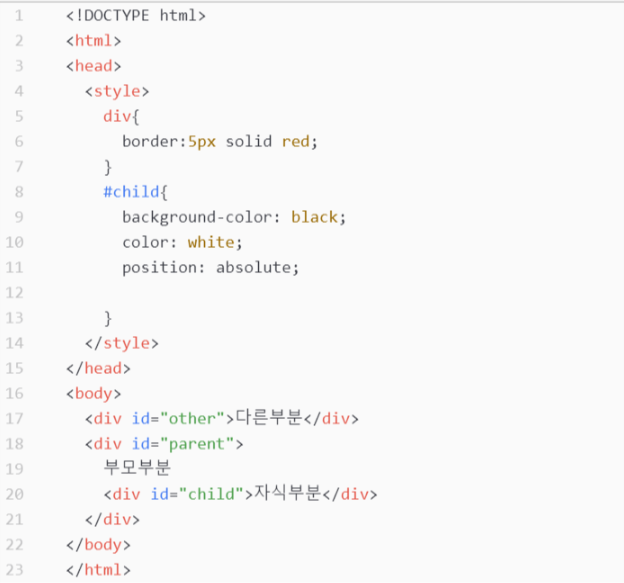 1 <!DOCTYPE html>
2 <html>
3 <head>
4 <style>
5 div{
6 border:5px solid red;
7 }
8 #child{
9 background-color: black;
10 color: white;
11 position: absolute;
12
13 }
14 </style>
15 </head>
16 <body>
17 <div id="other">다른부분</div>
18 <div id="parent">
19 부모부분
20 <div id="child">자식부분</div>
21 </div>
22 </body>
23 </html>